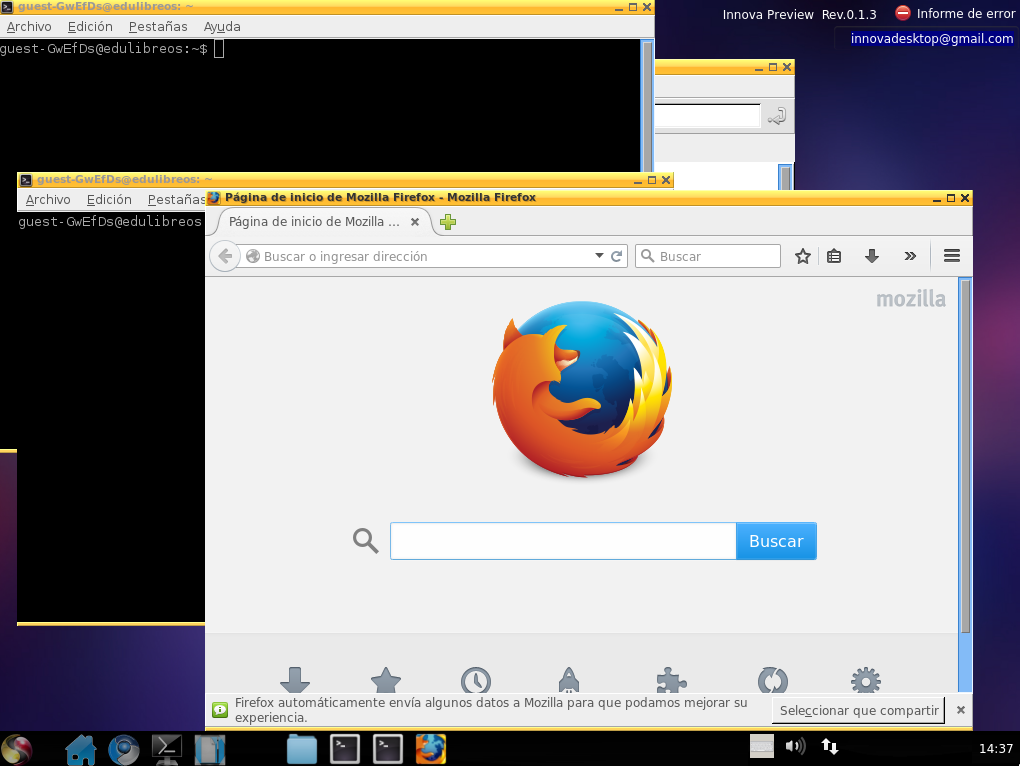 guest-GwEfDs@edulibreos: ~
Archivo Edición Pestañas Ayuda
guest-GwEfDs@edulibreos:~$
Innova Preview Rev.0.1.3 Informe de error
innovadesktop@gmail.com
guest-GwEfDs@edulibreos: ~
Archivo Edición Pestañas
guest-GwEfDs@edulibreos
Página de inicio de Mozilla Firefox - Mozilla Firefox
Página de inicio de Mozilla ...
Buscar o ingresar dirección
Buscar
mozilla
Buscar
Firefox automáticamente envía algunos datos a Mozilla para que podamos mejorar su
experiencia.
Seleccionar que compartir
14:37